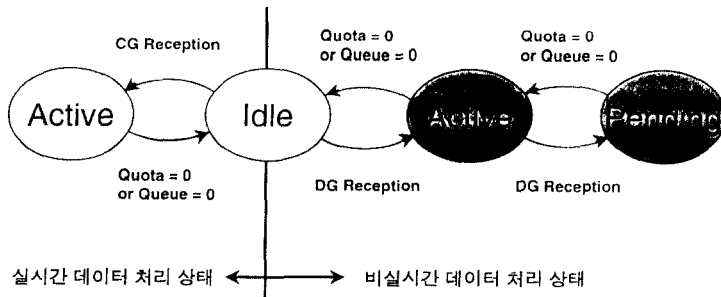 CG Reception
Quota = 0
or Queue = 0
Quota = 0
or Queue = 0
Active
Idle
Active
Pending
Quota = 0
or Queue = 0
DG Reception
DG Reception
실시간 데이터 처리 상태
비실시간 데이터 처리 상태